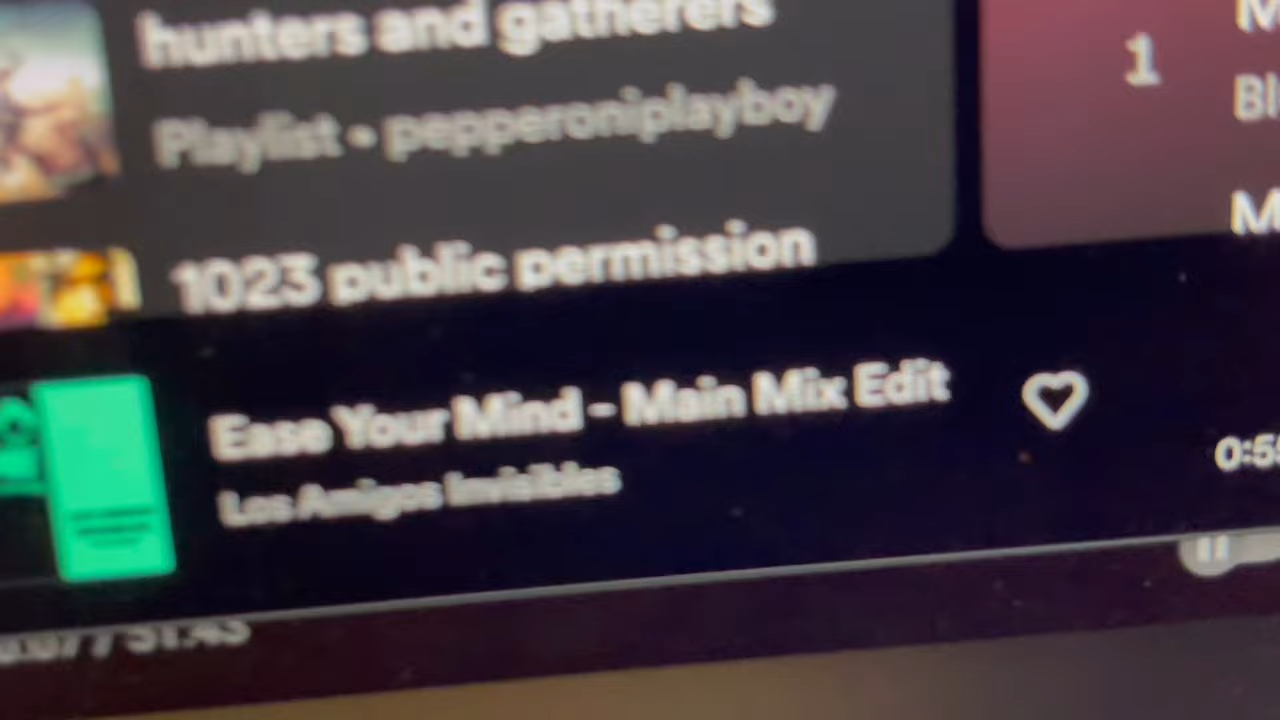 hunters and gatherers
Playlist • pepperoniplayboy
1023 public permission
1
Ease Your Mind - Main Mix Edit
Los Amigos Invisibles